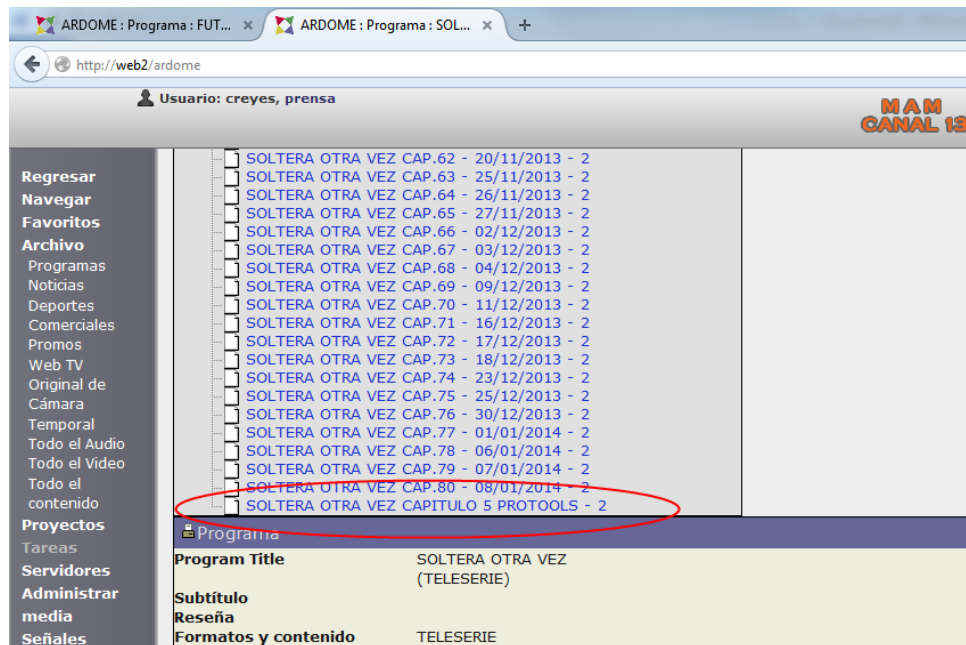 ARDOME : Programa : FUT... × ARDOME : Programa : SOL... × +
http://web2/ardome
Usuario: creyes, prensa
MAM
CANAL 13
Regresar
Navegar
Favoritos
Archivo
Programas
Noticias
Deportes
Comerciales
Promos
Web TV
Original de
Cámara
Temporal
Todo el Audio
Todo el Video
Todo el
contenido
Proyectos
Tareas
Servidores
Administrar
media
Señales
SOLTERA OTRA VEZ CAP.62 - 20/11/2013 - 2
SOLTERA OTRA VEZ CAP.63 - 25/11/2013 - 2
SOLTERA OTRA VEZ CAP.64 - 26/11/2013 - 2
SOLTERA OTRA VEZ CAP.65 - 27/11/2013 - 2
SOLTERA OTRA VEZ CAP.66 - 02/12/2013 - 2
SOLTERA OTRA VEZ CAP.67 - 03/12/2013 - 2
SOLTERA OTRA VEZ CAP.68 - 04/12/2013 - 2
SOLTERA OTRA VEZ CAP.69 - 09/12/2013 - 2
SOLTERA OTRA VEZ CAP.70 - 11/12/2013 - 2
SOLTERA OTRA VEZ CAP.71 - 16/12/2013 - 2
SOLTERA OTRA VEZ CAP.72 - 17/12/2013 - 2
SOLTERA OTRA VEZ CAP.73 - 18/12/2013 - 2
SOLTERA OTRA VEZ CAP.74 - 23/12/2013 - 2
SOLTERA OTRA VEZ CAP.75 - 25/12/2013 - 2
SOLTERA OTRA VEZ CAP.76 - 30/12/2013 - 2
SOLTERA OTRA VEZ CAP.77 - 01/01/2014 - 2
SOLTERA OTRA VEZ CAP.78 - 06/01/2014 - 2
SOLTERA OTRA VEZ CAP.79 - 07/01/2014 - 2
SOLTERA OTRA VEZ CAP.80 - 08/01/2014 - 2
SOLTERA OTRA VEZ CAPITULO 5 PROTOOLS - 2
Programa
Program Title SOLTERA OTRA VEZ
(TELESERIE)
Subtítulo
Reseña
Formatos y contenido TELESERIE